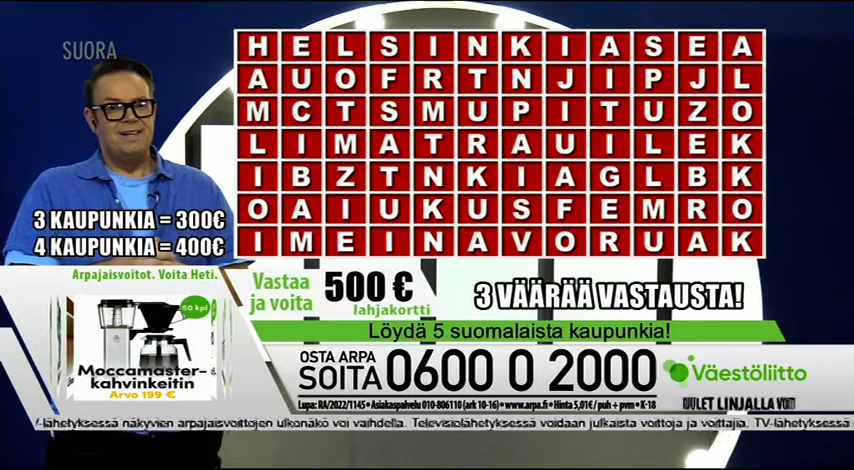 SUORA
H E L S I N K I A S E A
A U O F R T N J I P J L
M C T S M U P I T U Z O
L I M A T R A U I L E K
I B Z T N K I A G L B K
O A I U K U S F E M R O
I M E I N A V O R U A K
3 KAUPUNKIA = 300€
4 KAUPUNKIA = 400€
Arpajaisvoitot. Voita Heti.
50 kpl
Moccamaster-
kahvinkeitin
Arvo 199 €
Vastaa
ja voita
500 €
lahjakortti
3 VÄÄRÄÄ VASTAUSTA!
Löydä 5 suomalaista kaupunkia!
OSTA ARPA
SOITA 0600 0 2000
Väestöliitto
Lupa: RA/2022/1145 • Asiakaspalvelu 010-806110 (ark 10-16) • www.arpa.fi • Hinta 5,01€ / puh + pvm • K-18
LINJALLA
-lähetyksessä näkyvien arpajaisvoittojen ulkonäkö voi vaihdella. Televisiolähetyksessä voidaan julkaista voittoja ja voittajia. TV-lähetyksessä